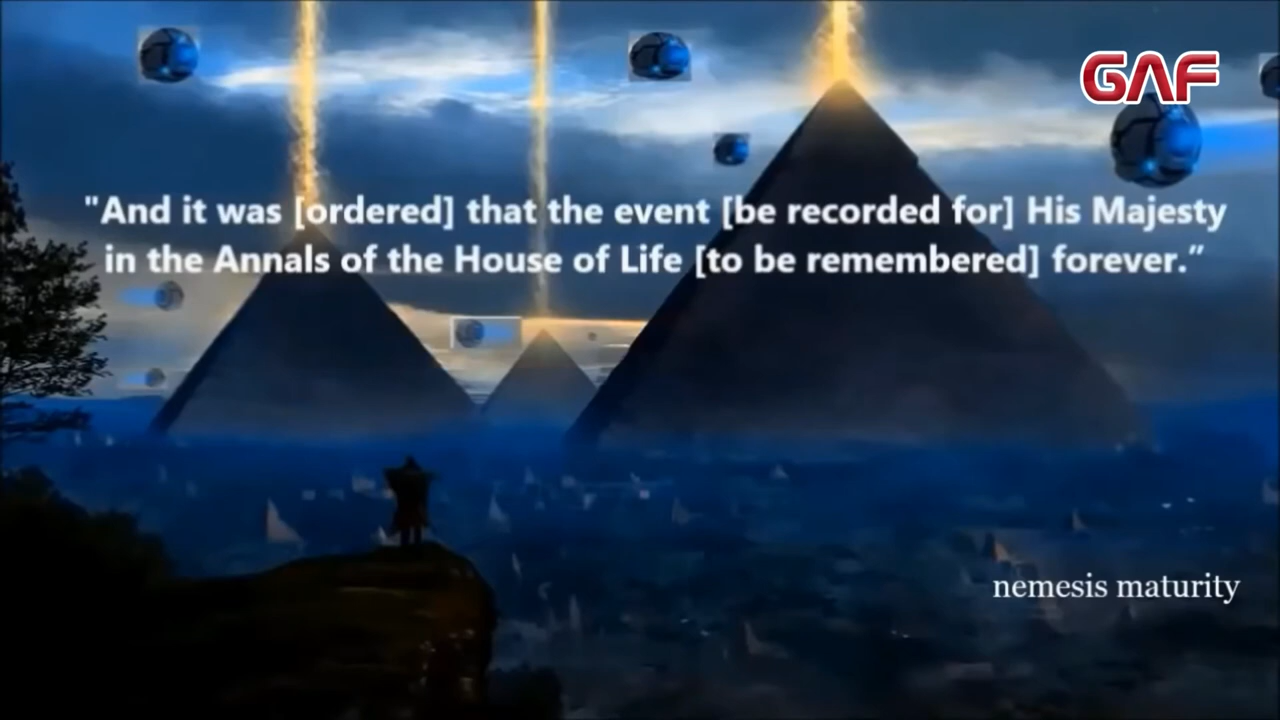 GAF
"And it was [ordered] that the event [be recorded for] His Majesty
in the Annals of the House of Life [to be remembered] forever.”
nemesis maturity